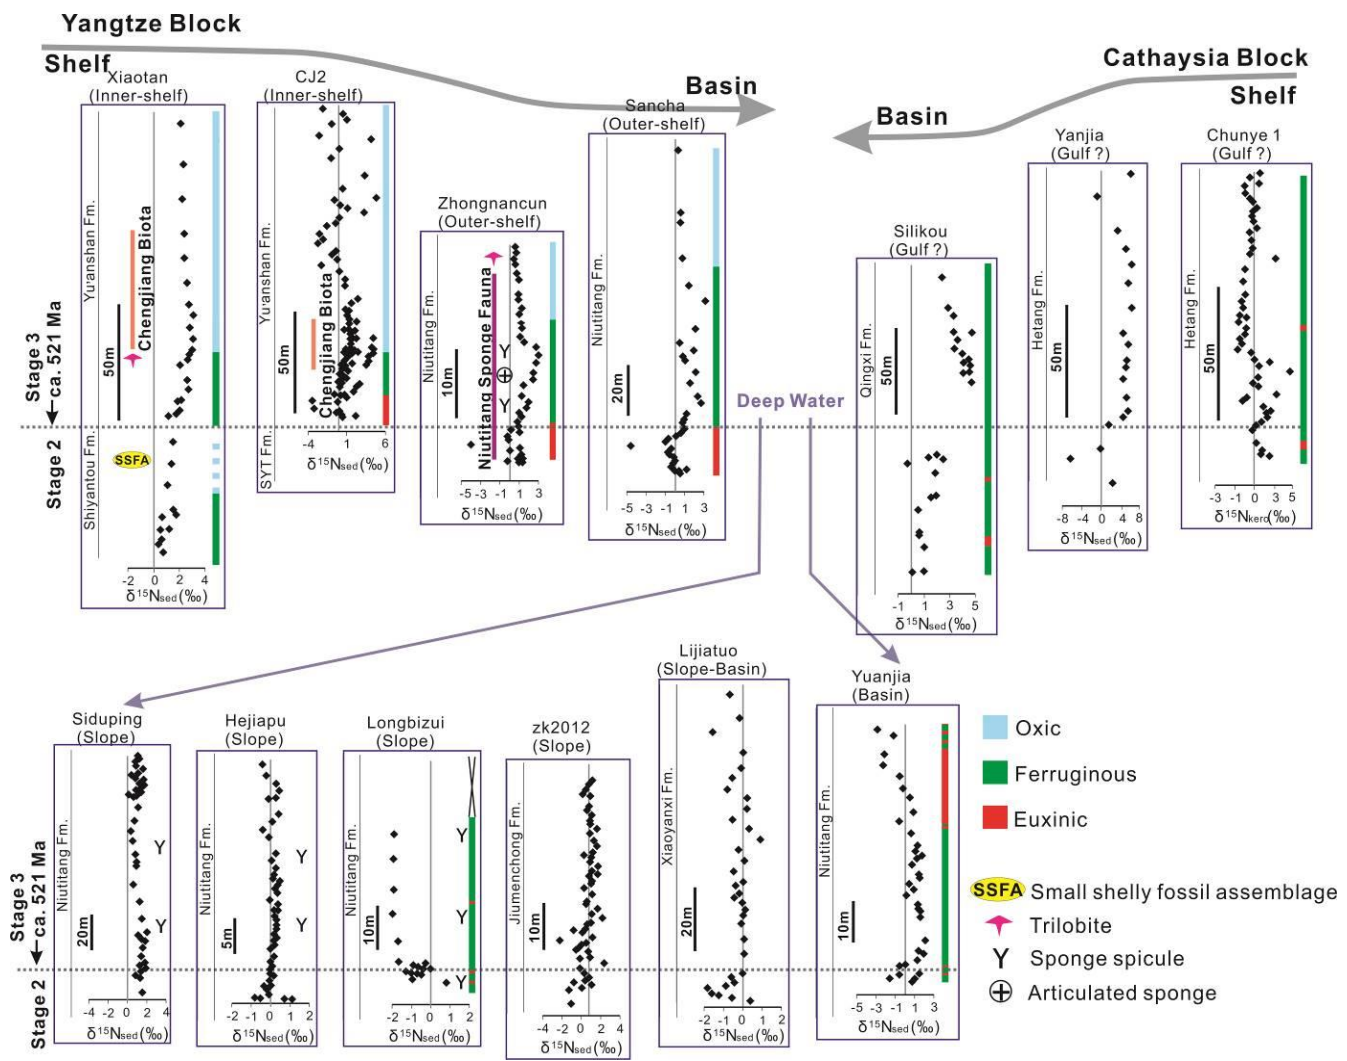 Yangtze Block
Shelf
Basin
Cathaysia Block
Shelf
Basin
Xiaotan
(Inner-shelf)
Yu'anshan Fm.
Shiyantou Fm.
50m
Chengjiang Biota
SSFA
-2 0 2 4
δ¹⁵Nsed(‰)
CJ2
(Inner-shelf)
Yu'anshan Fm.
SYT Fm.
50m
Chengjiang Biota
-4 1 6
δ¹⁵Nsed(‰)
Zhongnancun
(Outer-shelf)
Niutitang Fm.
10m
Niutitang Sponge Fauna
Y
Y
-5 -3 -1 1 3
δ¹⁵Nsed(‰)
Sancha
(Outer-shelf)
Niutitang Fm.
20m
-5 -3 -1 1 3
δ¹⁵Nsed(‰)
Deep Water
Silikou
(Gulf ?)
Qingxi Fm.
50m
-1 1 3 5
δ¹⁵Nsed(‰)
Yanjia
(Gulf ?)
Hetang Fm.
50m
-8 -4 0 4 8
δ¹⁵Nsed(‰)
Chunye 1
(Gulf ?)
Hetang Fm.
50m
-3 0 2 5
δ¹⁵Nkero(‰)
Stage 3
ca. 521 Ma
Stage 2
Siduping
(Slope)
Niutitang Fm.
20m
Y
Y
-4 -2 0 2 4
δ¹⁵Nsed(‰)
Hejiapu
(Slope)
Niutitang Fm.
5m
Y
Y
-2 -1 0 1 2
δ¹⁵Nsed(‰)
Longbizui
(Slope)
Niutitang Fm.
10m
Y
Y
Y
-2 -1 0 1 2
δ¹⁵Nsed(‰)
zk2012
(Slope)
Jiumenchong Fm.
10m
-4 -2 0 2 4
δ¹⁵Nsed(‰)
Lijiatuo
(Slope-Basin)
Xiaoyanxi Fm.
20m
-2 -1 0 1 2
δ¹⁵Nsed(‰)
Yuanjia
(Basin)
Niutitang Fm.
10m
-5 -3 -1 1 3
δ¹⁵Nsed(‰)
Stage 3
ca. 521 Ma
Stage 2
Oxic
Ferruginous
Euxinic
SSFA Small shelly fossil assemblage
Trilobite
Y Sponge spicule
Articulated sponge